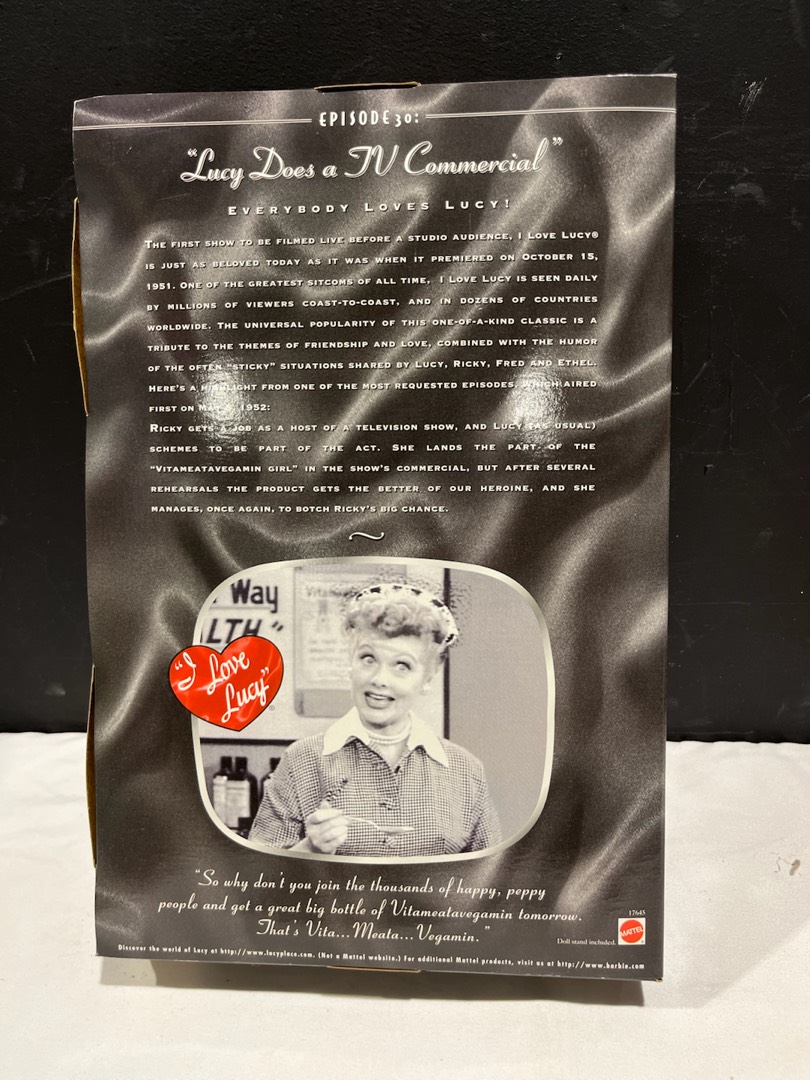 EPISODE 30:
"Lucy Does a TV Commercial"
EVERYBODY LOVES LUCY!
THE FIRST SHOW TO BE FILMED LIVE BEFORE A STUDIO AUDIENCE, I LOVE LUCY®
IS JUST AS BELOVED TODAY AS IT WAS WHEN IT PREMIERED ON OCTOBER 15,
1951. ONE OF THE GREATEST SITCOMS OF ALL TIME, I LOVE LUCY IS SEEN DAILY
BY MILLIONS OF VIEWERS COAST-TO-COAST, AND IN DOZENS OF COUNTRIES
WORLDWIDE. THE UNIVERSAL POPULARITY OF THIS ONE-OF-A-KIND CLASSIC IS A
TRIBUTE TO THE THEMES OF FRIENDSHIP AND LOVE, COMBINED WITH THE HUMOR
OF THE OFTEN "STICKY" SITUATIONS SHARED BY LUCY, RICKY, FRED AND ETHEL.
HERE'S A HIGHLIGHT FROM ONE OF THE MOST REQUESTED EPISODES, WHICH AIRED
FIRST ON 1952:
RICKY GETS A JOB AS A HOST OF A TELEVISION SHOW, AND LUCY (AS USUAL)
SCHEMES TO BE PART OF THE ACT. SHE LANDS THE PART OF THE
"VITAMEATAVEGAMIN GIRL" IN THE SHOW'S COMMERCIAL, BUT AFTER SEVERAL
REHEARSALS THE PRODUCT GETS THE BETTER OF OUR HEROINE, AND SHE
MANAGES, ONCE AGAIN, TO BOTCH RICKY'S BIG CHANCE.
Way
LTH"
"I Love
Lucy"®
"So why don't you join the thousands of happy, peppy
people and get a great big bottle of Vitameatavegamin tomorrow.
That's Vita...Meata...Vegamin."
17645
Doll stand included.
MATTEL
Discover the world of Lucy at http://www.lucyplace.com. (Not a Mattel website.) For additional Mattel products, visit us at http://www.barbie.com